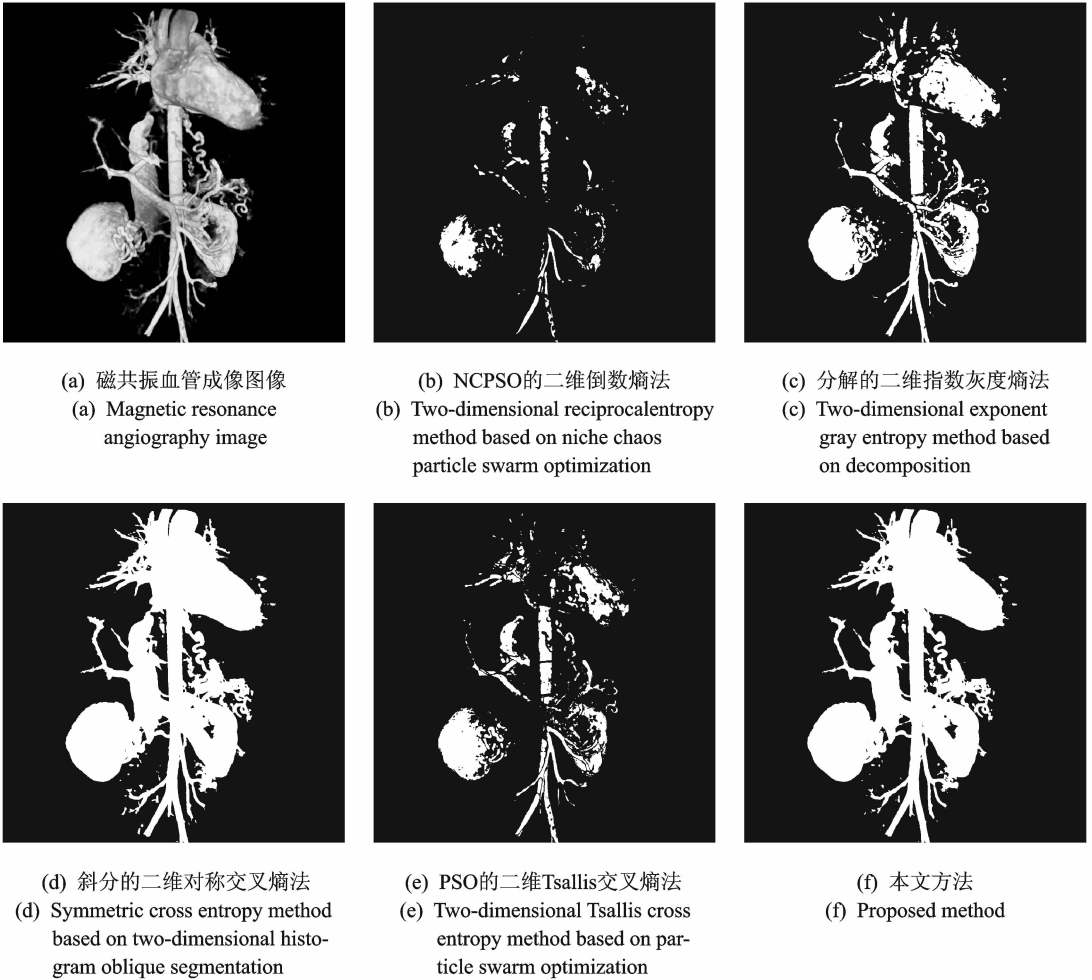 (a) 磁共振血管成像图像
(a) Magnetic resonance
angiography image
(b) NCPSO的二维倒数熵法
(b) Two-dimensional reciprocalentropy
method based on niche chaos
particle swarm optimization
(c) 分解的二维指数灰度熵法
(c) Two-dimensional exponent
gray entropy method based
on decomposition
(d) 斜分的二维对称交叉熵法
(d) Symmetric cross entropy method
based on two-dimensional histo-
gram oblique segmentation
(e) PSO的二维Tsallis交叉熵法
(e) Two-dimensional Tsallis cross
entropy method based on par-
ticle swarm optimization
(f) 本文方法
(f) Proposed method